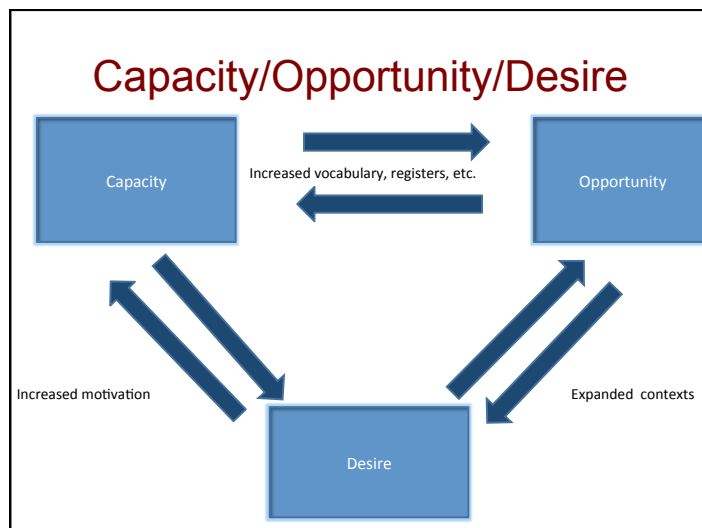 Capacity/Opportunity/Desire
Capacity
Increased vocabulary, registers, etc.
Opportunity
Increased motivation
Expanded contexts
Desire